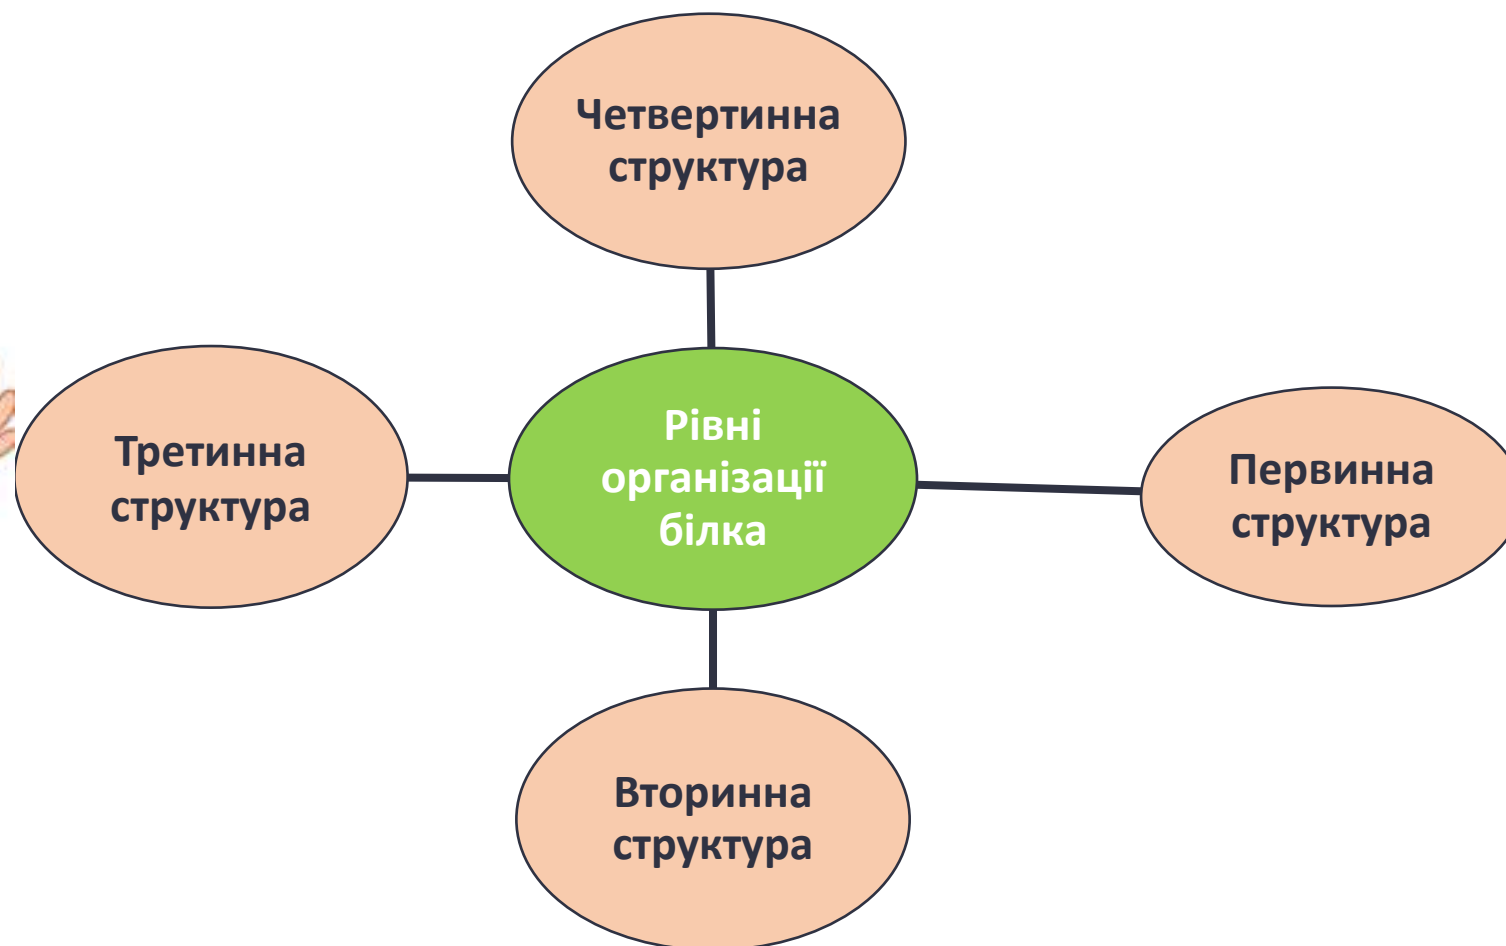 Четвертинна
структура
Третинна
структура
Рівні
організації
білка
Первинна
структура
Вторинна
структура